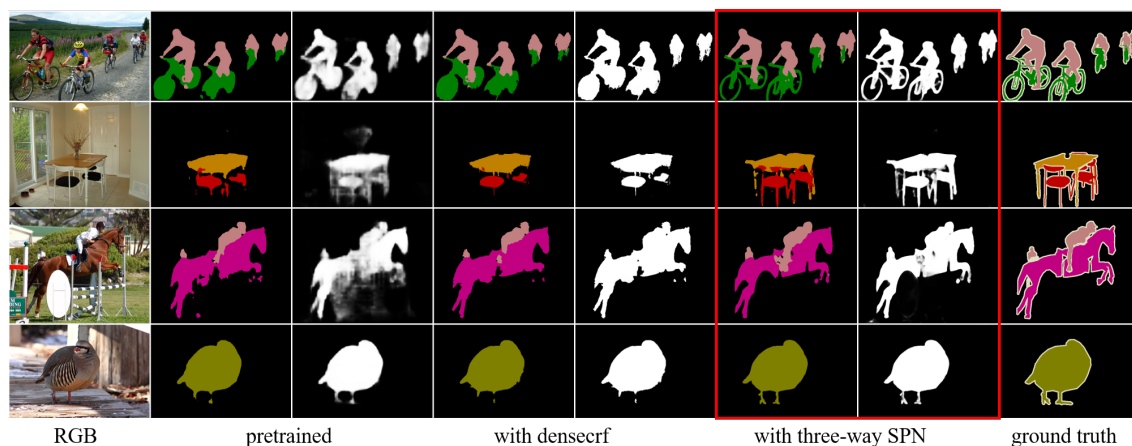 RGB
pretrained
with densecrf
with three-way SPN
ground truth